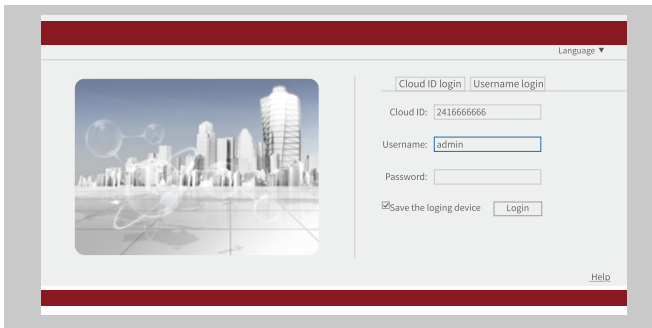 Language ▼
Cloud ID login Username login
Cloud ID: 2416666666
Username: admin
Password:
Save the loging device Login
Help